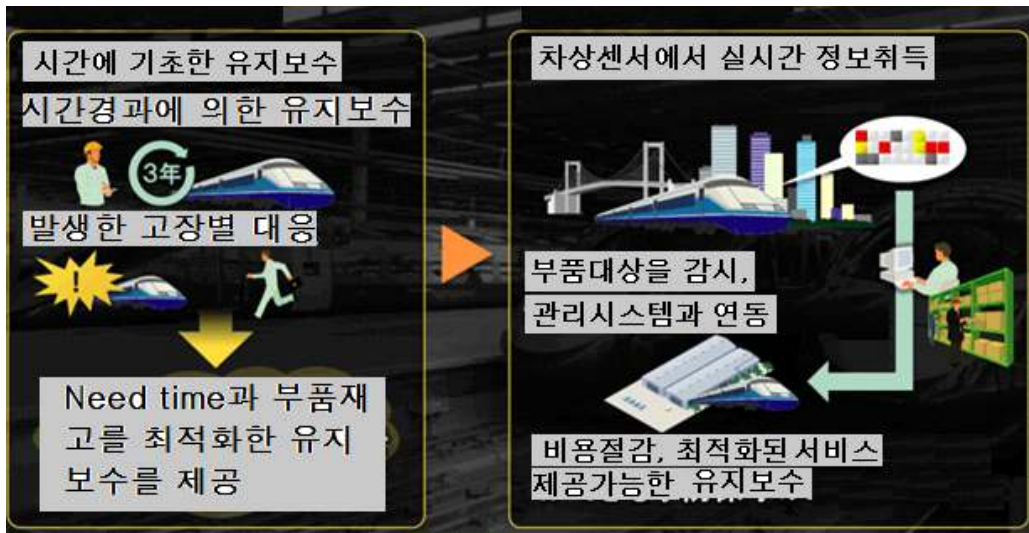 시간에 기초한 유지보수
시간경과에 의한 유지보수
3年
발생한 고장별 대응
!
Need time과 부품재
고를 최적화한 유지
보수를 제공
차상센서에서 실시간 정보취득
부품대상을 감시,
관리시스템과 연동
비용절감, 최적화된 서비스
제공가능한 유지보수